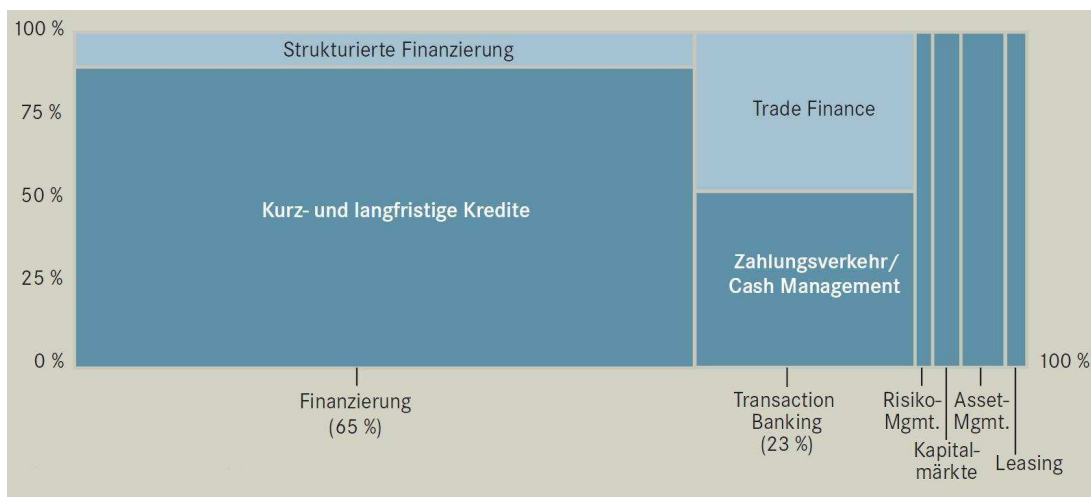 100 %
75 %
50 %
25 %
0 %
Strukturierte Finanzierung
Kurz- und langfristige Kredite
Trade Finance
Zahlungsverkehr/
Cash Management
100 %
Finanzierung
(65 %)
Transaction
Banking
(23 %)
Risiko-
Mgmt.
Kapital-
märkte
Asset-
Mgmt.
Leasing